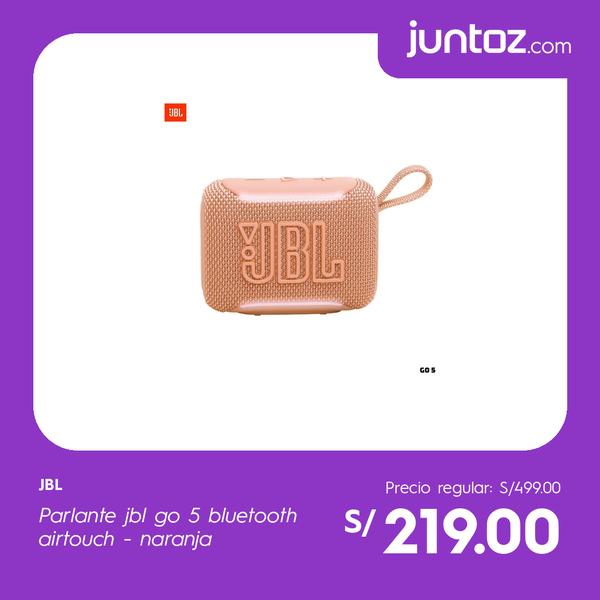 juntoz.com
JBL
JBL
GO 5
JBL
Precio regular: S/499.00
Parlante jbl go 5 bluetooth
airtouch - naranja
S/ 219.00